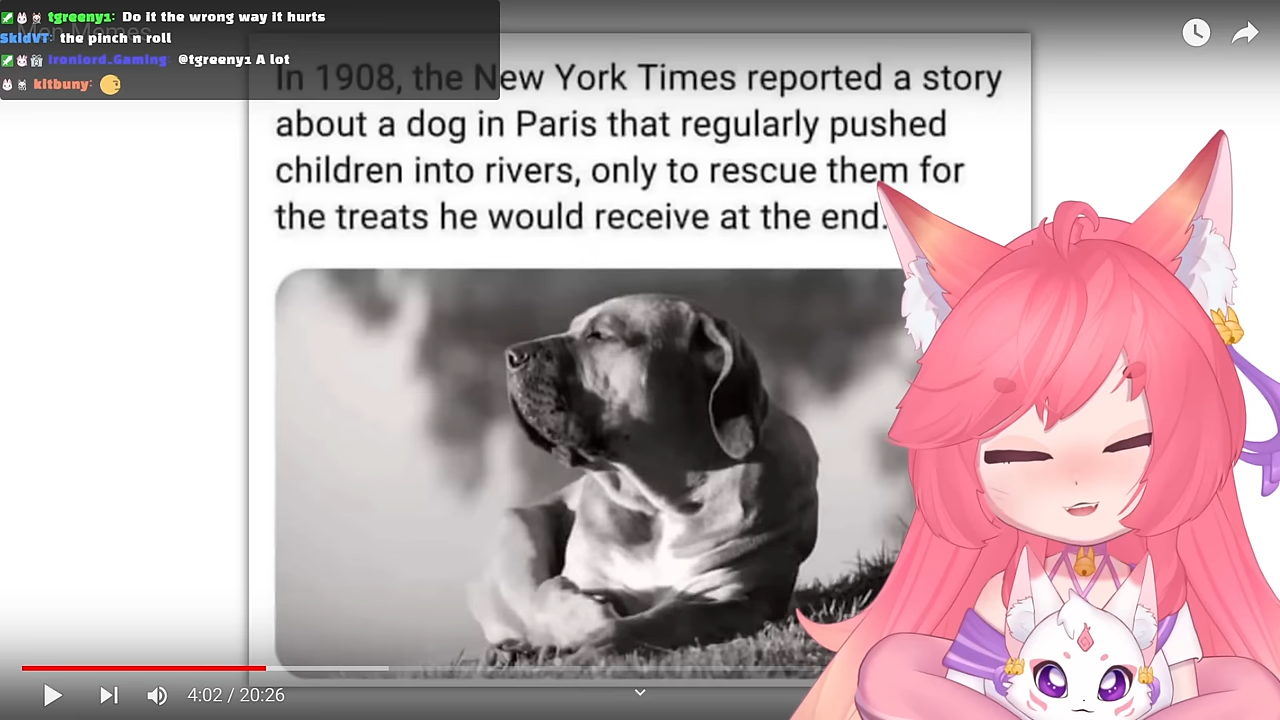 tgreeny1: Do it the wrong way it hurts
Men Memes
SkidVT: the pinch n roll
Ironlord_Gaming: @tgreeny1 A lot
kitbuny:
In 1908, the New York Times reported a story
about a dog in Paris that regularly pushed
children into rivers, only to rescue them for
the treats he would receive at the end.
4:02 / 20:26